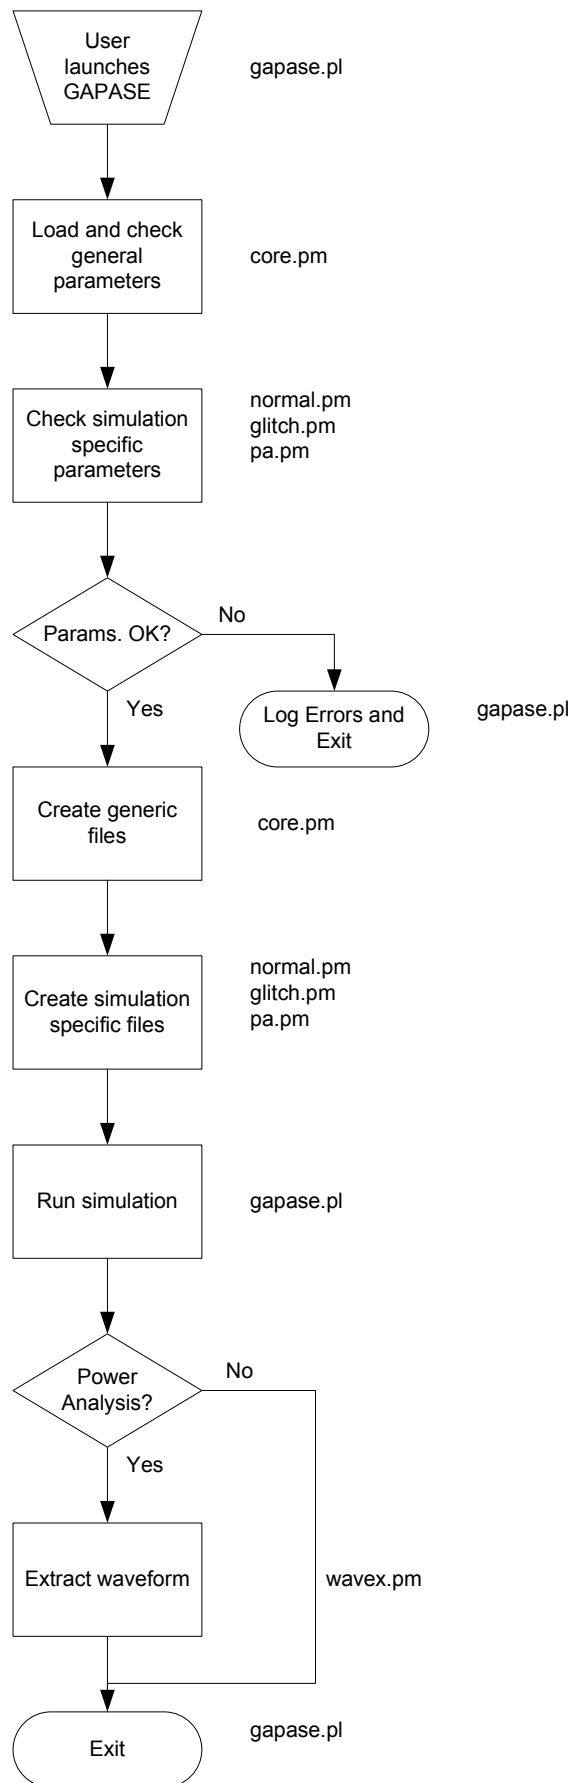 User
launches
GAPASE
gapase.pl
Load and check
general
parameters
core.pm
Check simulation
specific
parameters
normal.pm
glitch.pm
pa.pm
Params. OK?
No
Yes
Log Errors and
Exit
gapase.pl
Create generic
files
core.pm
Create simulation
specific files
normal.pm
glitch.pm
pa.pm
Run simulation
gapase.pl
Power
Analysis?
No
Yes
Extract waveform
wavex.pm
Exit
gapase.pl